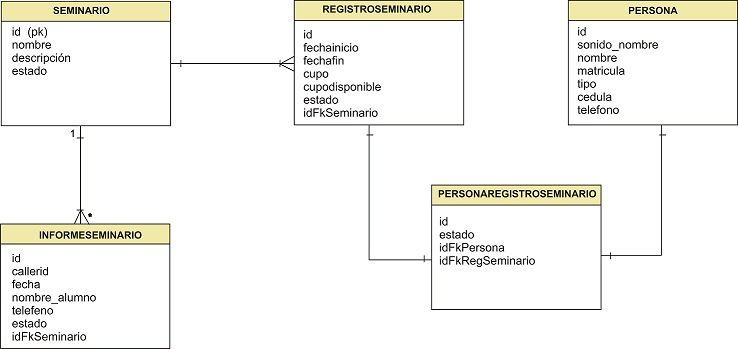 SEMINARIO
id (pk)
nombre
descripción
estado
REGISTROSEMINARIO
id
fechainicio
fechafin
cupo
cupodisponible
estado
idFkSeminario
PERSONA
id
sonido_nombre
nombre
matricula
tipo
cedula
telefono
1
*
PERSONAREGISTROSEMINARIO
id
estado
idFkPersona
idFkRegSeminario
INFORMESEMINARIO
id
callerid
fecha
nombre_alumno
telefeno
estado
idFkSeminario